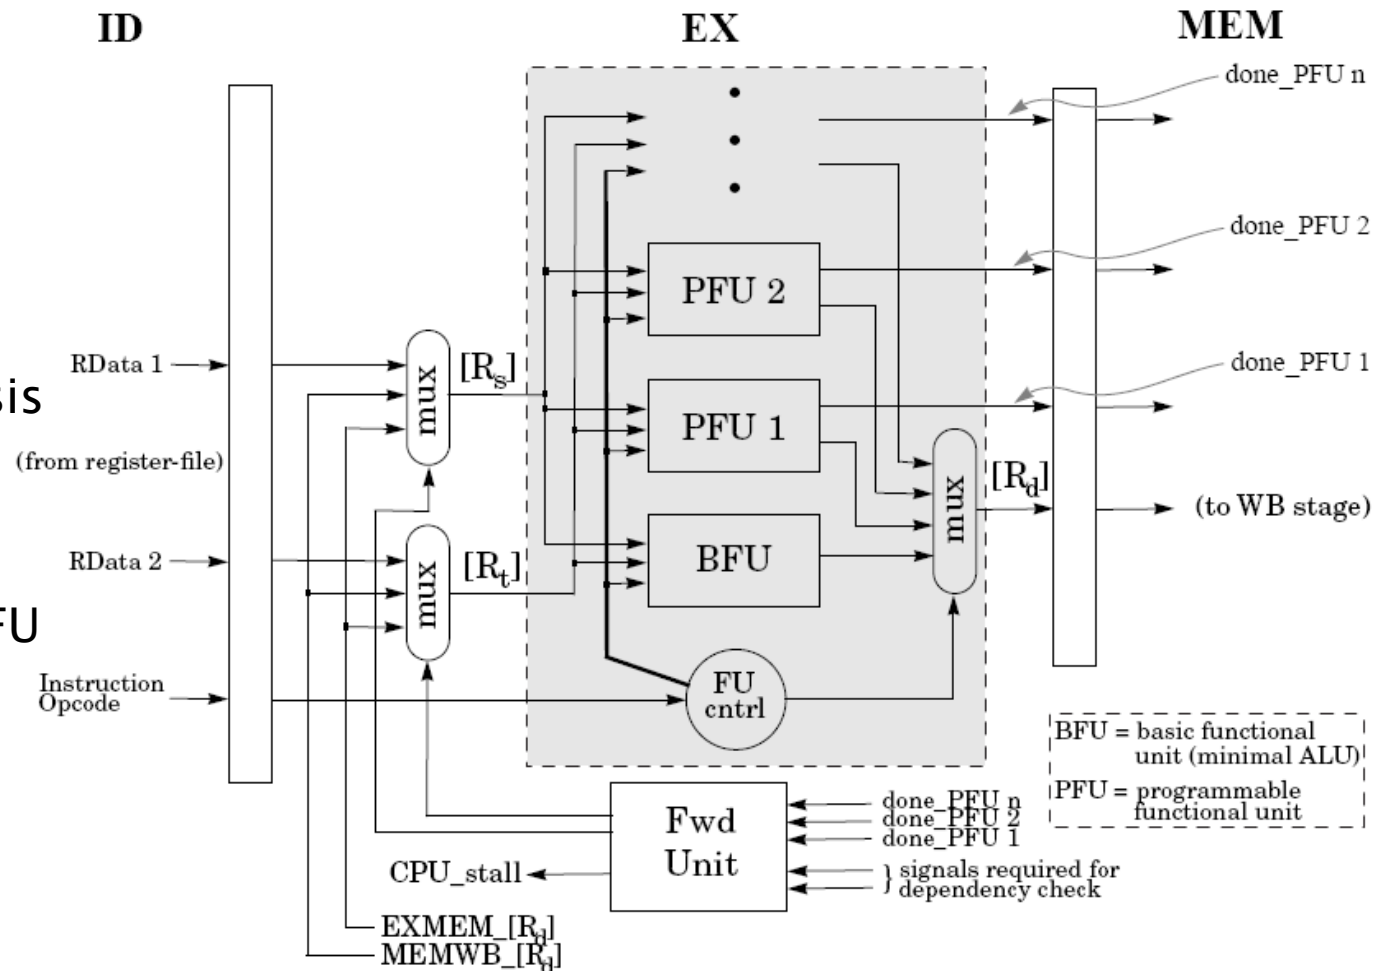 ID
EX
MEM
done_PFU n
done_PFU 2
PFU 2
RData 1
mux
[Rs]
done_PFU 1
sis
PFU 1
(from register-file)
mux
[Rd]
(to WB stage)
RData 2
mux
[Rt]
BFU
FU
Instruction
Opcode
FU
cntrl
BFU = basic functional
unit (minimal ALU)
PFU = programmable
functional unit
Fwd
Unit
done_PFU n
done_PFU 2
done_PFU 1
CPU_stall
} signals required for
dependency check
EXMEM_[Rd]
MEMWB_[Rd]